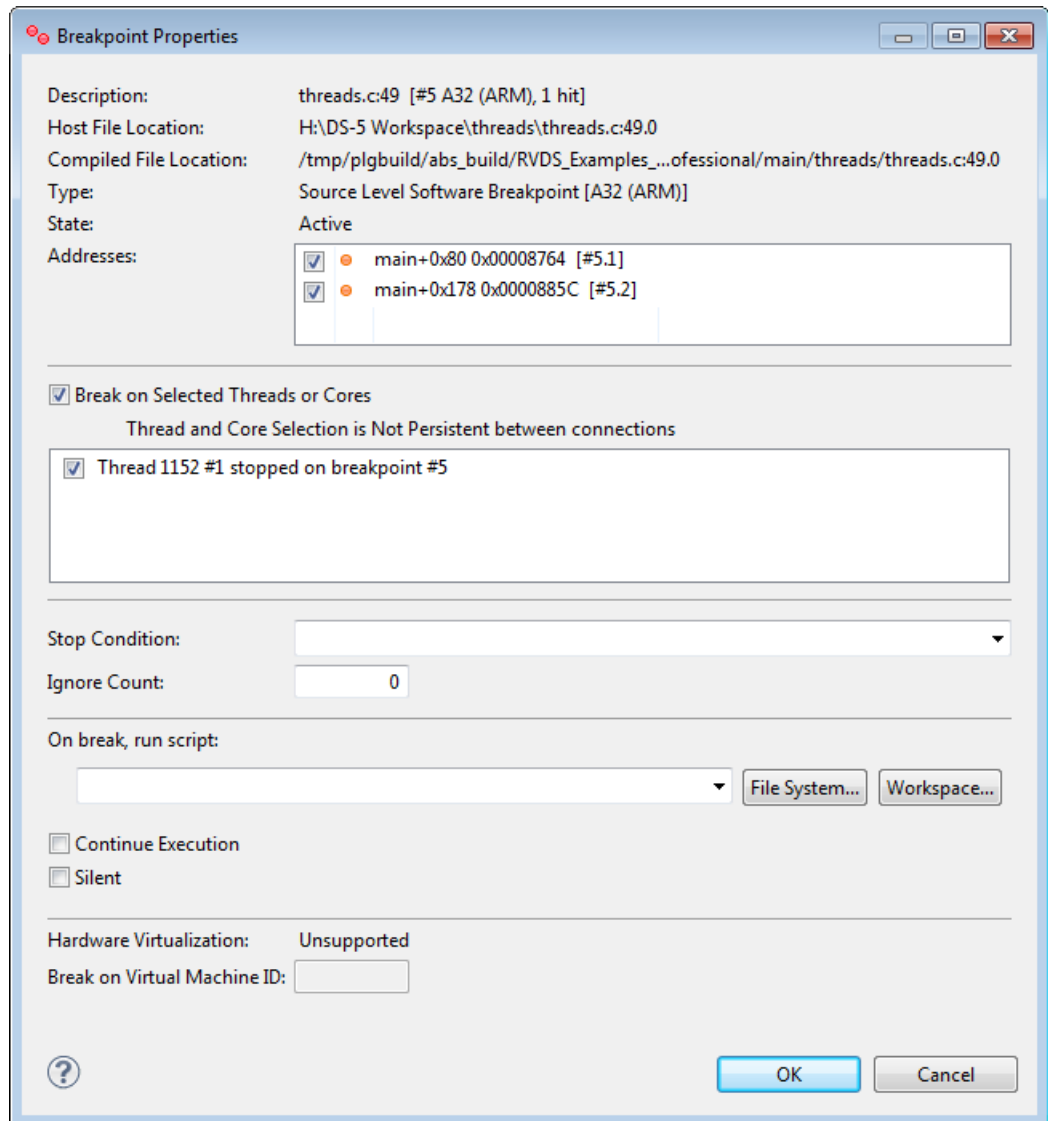 Breakpoint Properties
Description: threads.c:49 [#5 A32 (ARM), 1 hit]
Host File Location: H:\DS-5 Workspace\threads\threads.c:49.0
Compiled File Location: /tmp/plgbuild/abs_build/RVDS_Examples_...ofessional/main/threads/threads.c:49.0
Type: Source Level Software Breakpoint [A32 (ARM)]
State: Active
Addresses:
main+0x80 0x00008764 [#5.1]
main+0x178 0x0000885C [#5.2]
Break on Selected Threads or Cores
Thread and Core Selection is Not Persistent between connections
Thread 1152 #1 stopped on breakpoint #5
Stop Condition:
Ignore Count: 0
On break, run script:
File System... Workspace...
Continue Execution
Silent
Hardware Virtualization: Unsupported
Break on Virtual Machine ID:
? OK Cancel